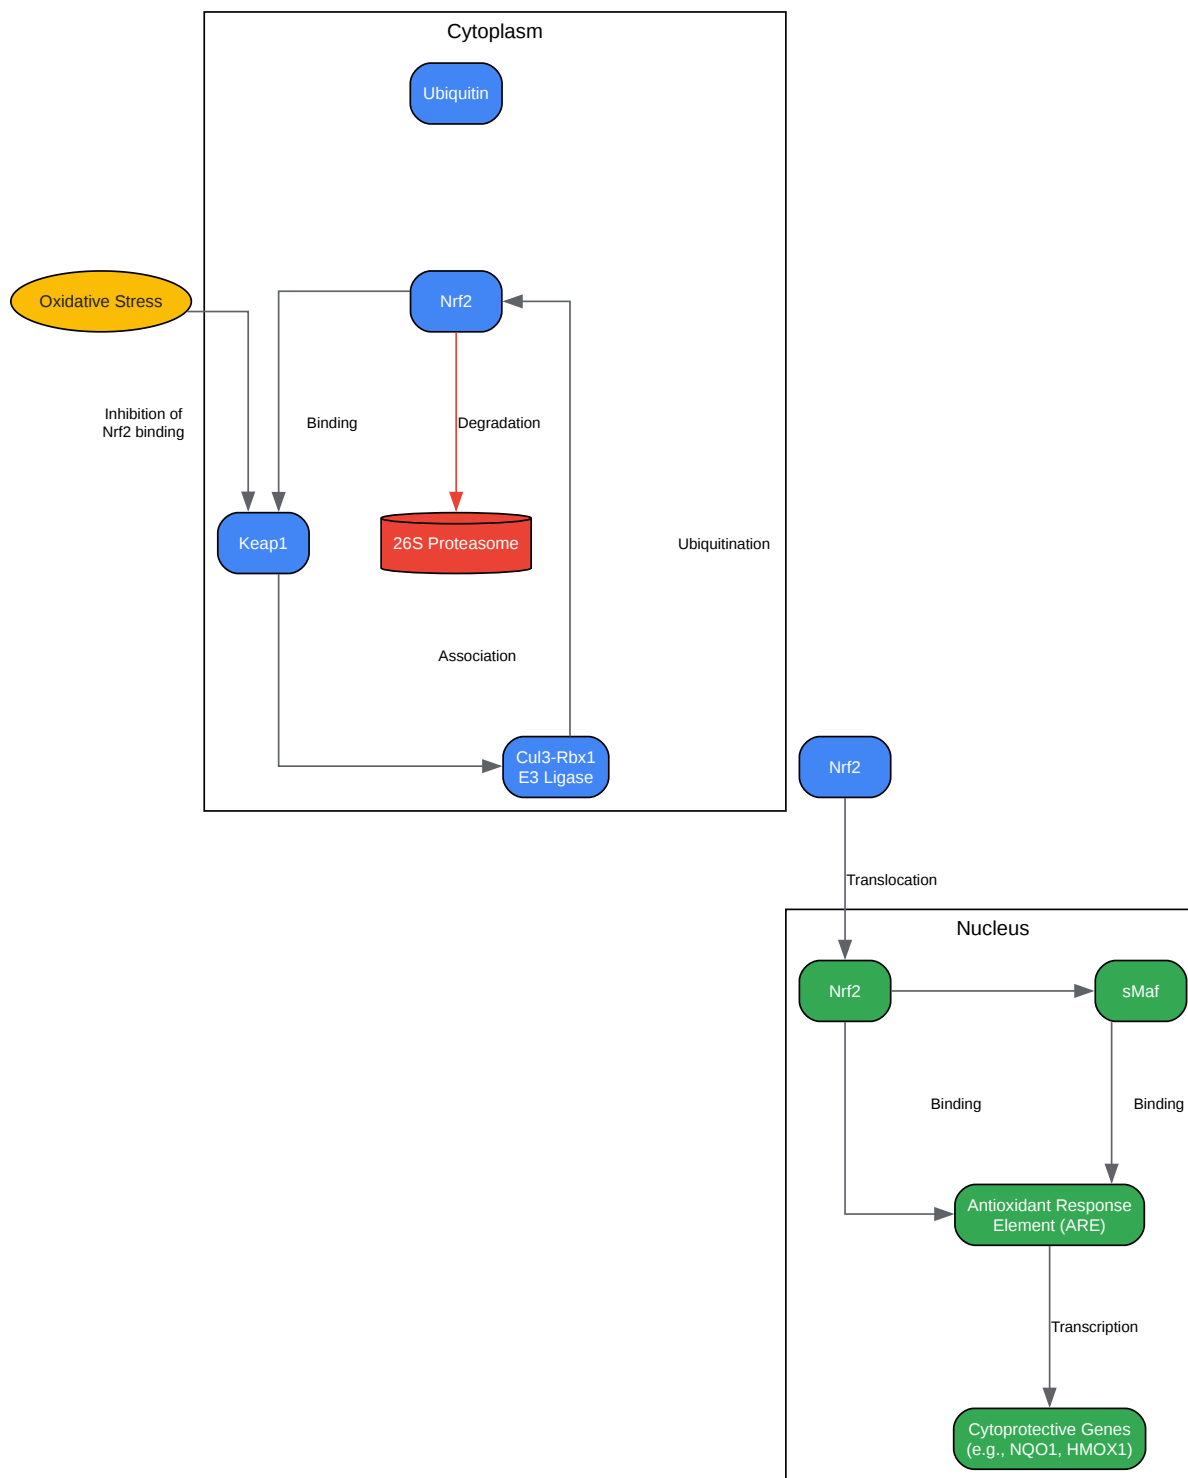 Cytoplasm
Ubiquitin
Oxidative Stress
Nrf2
Inhibition of
Nrf2 binding
Binding
Degradation
Keap1
26S Proteasome
Ubiquitination
Association
Cul3-Rbx1
E3 Ligase
Nrf2
Translocation
Nucleus
Nrf2
sMaf
Binding
Binding
Antioxidant Response
Element (ARE)
Transcription
Cytoprotective Genes
(e.g., NQO1, HMOX1)